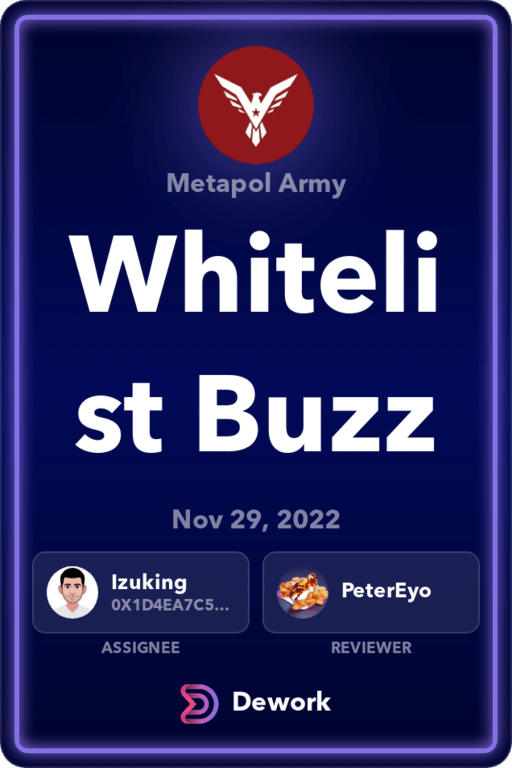 Metapol Army
Whiteli
st Buzz
Nov 29, 2022
Izuking
0X1D4EA7C5...
PeterEyo
ASSIGNEE
REVIEWER
Dework